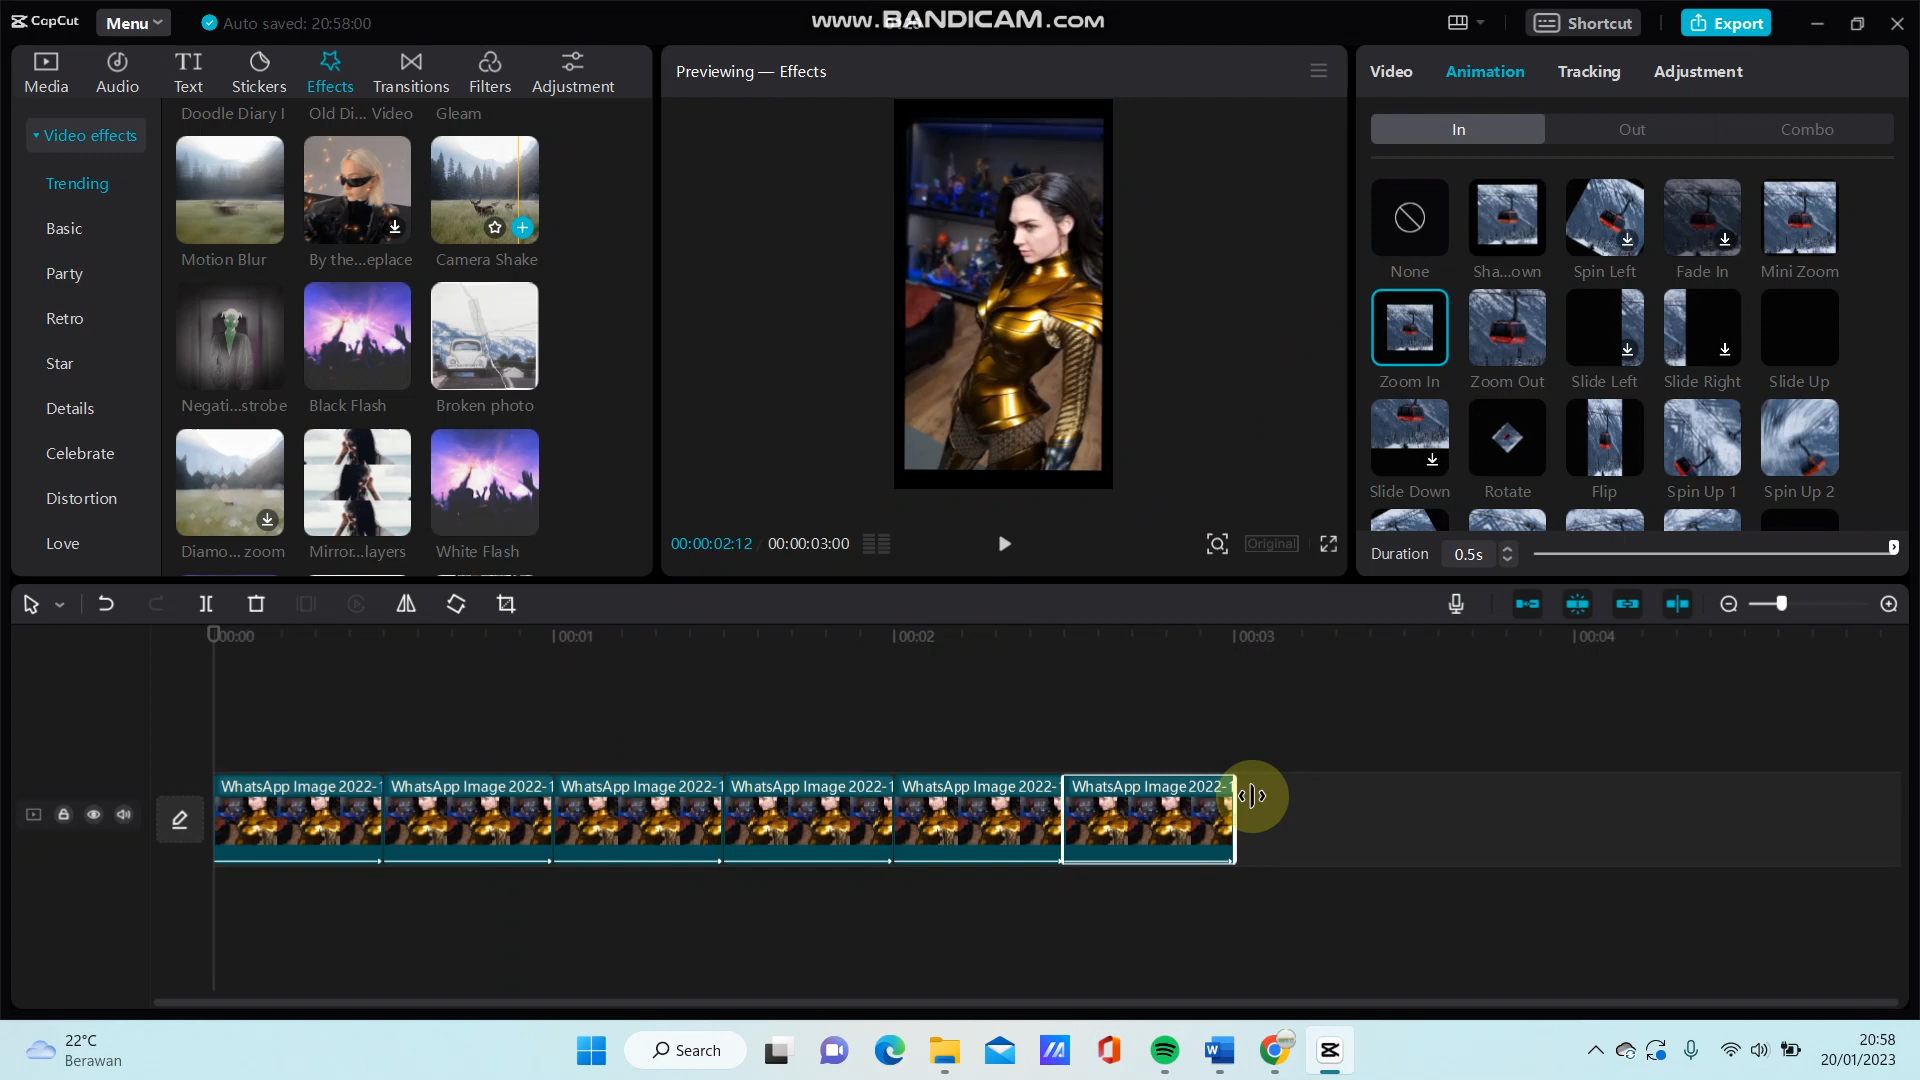 CapCut
Menu
Auto saved: 20:58:00
www.BANDICAM.com
Shortcut
Export
Media
Audio
Text
Stickers
Effects
Transitions
Filters
Adjustment
Video effects
Trending
Basic
Party
Retro
Star
Details
Celebrate
Distortion
Love
Doodle Diary I
Old Di... Video
Gleam
Motion Blur
By the...eplace
Camera Shake
Negati...strobe
Black Flash
Broken photo
Diamo... zoom
Mirror...layers
White Flash
Previewing — Effects
00:00:02:12
00:00:03:00
Original
Video
Animation
Tracking
Adjustment
In
Out
Combo
None
Sha...own
Spin Left
Fade In
Mini Zoom
Zoom In
Zoom Out
Slide Left
Slide Right
Slide Up
Slide Down
Rotate
Flip
Spin Up 1
Spin Up 2
Duration
0.5s
00:00
00:01
00:02
00:03
00:04
WhatsApp Image 2022-1
WhatsApp Image 2022-1
WhatsApp Image 2022-1
WhatsApp Image 2022-1
WhatsApp Image 2022-1
WhatsApp Image 2022-1
22°C
Berawan
Search
20:58
20/01/2023